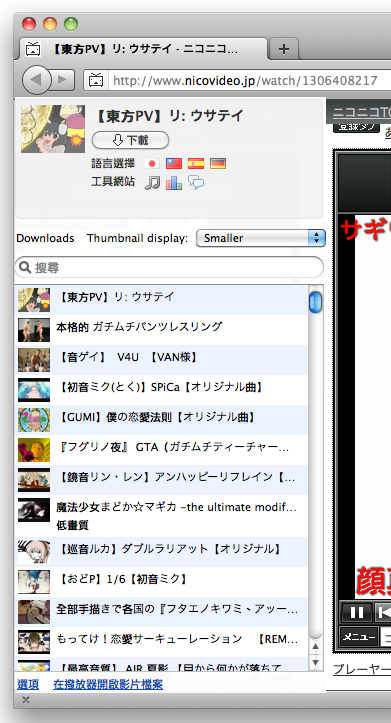 【東方PV】リ: ウサテイ - ニコニコ…
http://www.nicovideo.jp/watch/1306408217
【東方PV】リ: ウサテイ
下載
語言選擇
工具網站
Downloads Thumbnail display: Smaller
搜尋
【東方PV】リ: ウサテイ
本格的 ガチムチパンツレスリング
【音ゲイ】 V4U 【VAN様】
【初音ミク(とく)】SPiCa【オリジナル曲】
【GUMI】僕の恋愛法則【オリジナル曲】
『フグリノ夜』 GTA（ガチムチティーチャー…
【鏡音リン・レン】アンハッピーリフレイン【…
魔法少女まどか☆マギカ -the ultimate modif…
低畫質
【巡音ルカ】ダブルラリアット【オリジナル】
【おどP】1/6【初音ミク】
全部手描きで各国の『フタエノキワミ、アッー…
もってけ！恋愛サーキュレーション 【REM…
【最高音質】 AIR 夏影 【目から何かが落ちて…
選項 在撥放器開啟影片檔案
ニコニコTO
サギ
顔
メニュー
プレーヤー